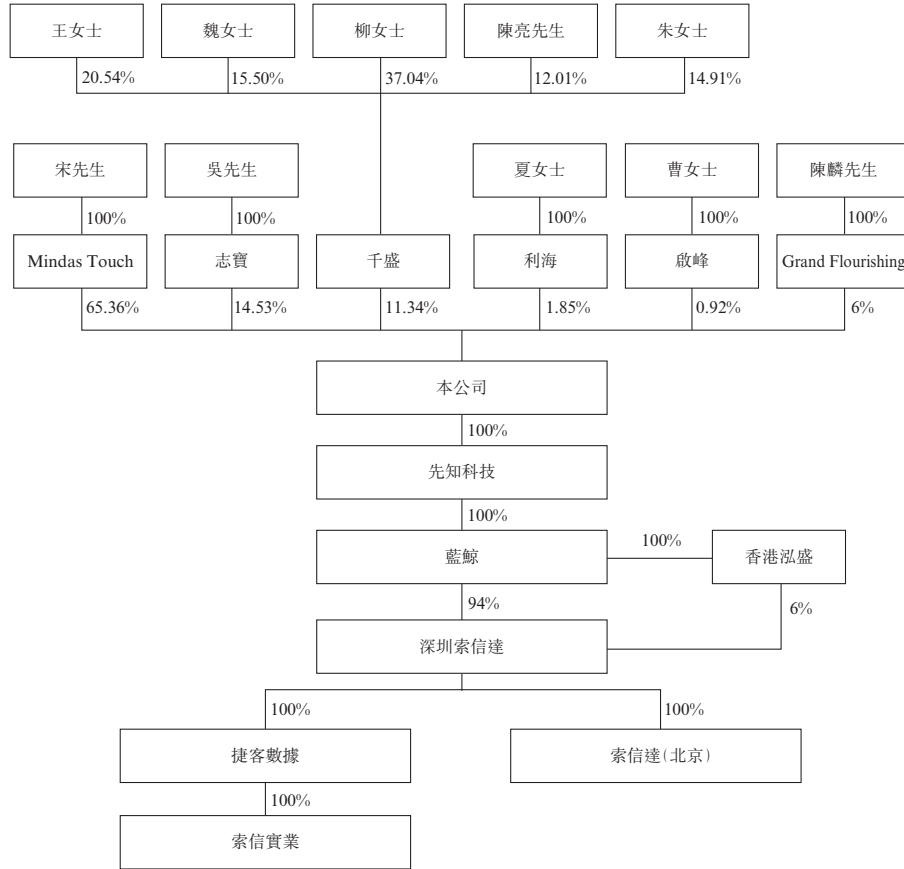 王女士 魏女士 柳女士 陳亮先生 朱女士
20.54% 15.50% 37.04% 12.01% 14.91%
宋先生 吳先生 夏女士 曹女士 陳麟先生
100% 100% 100% 100% 100%
Mindas Touch 志寶 千盛 利海 啟峰 Grand Flourishing
65.36% 14.53% 11.34% 1.85% 0.92% 6%
本公司
100%
先知科技
100%
藍鯨 100% 香港泓盛
94% 6%
深圳索信達
100% 100%
捷客數據 索信達(北京)
100%
索信實業